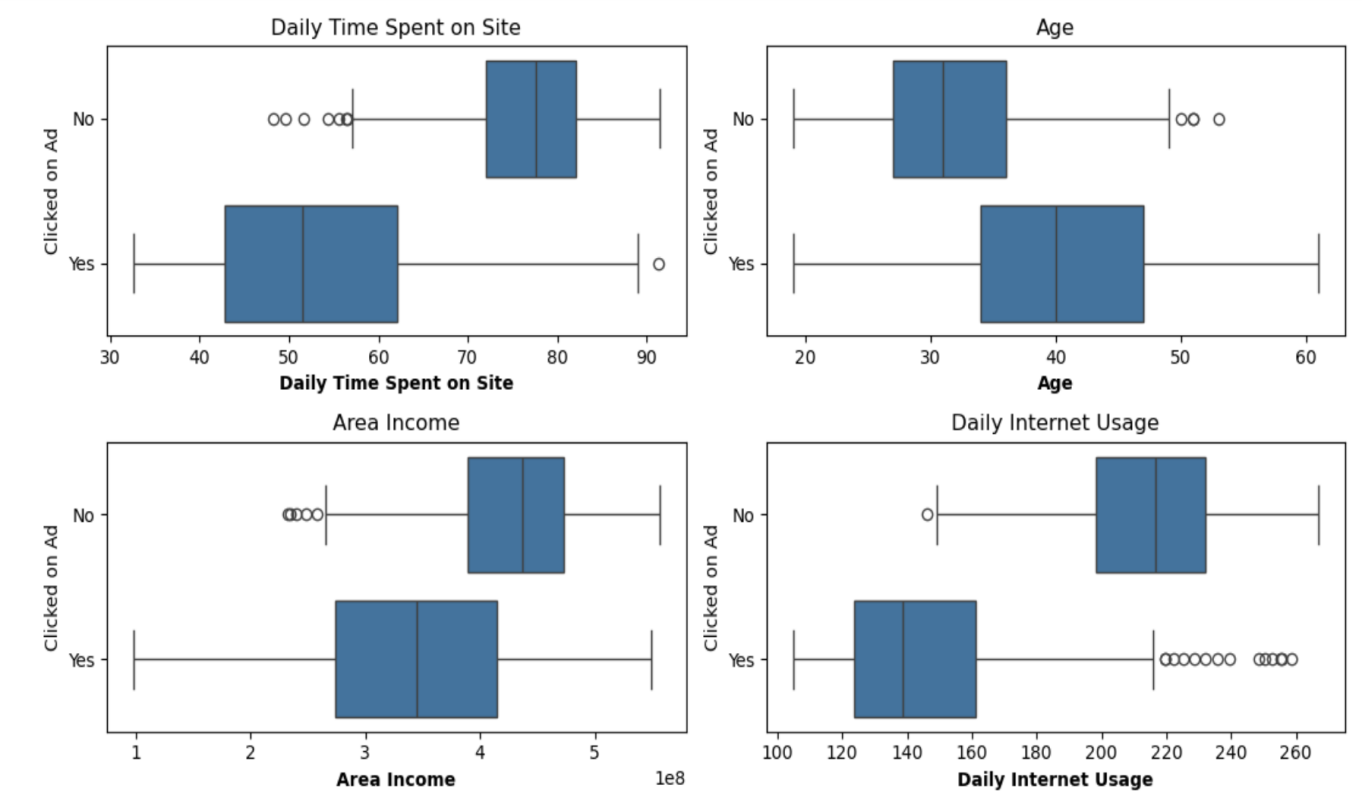 Daily Time Spent on Site
Clicked on Ad
No
Yes
30 40 50 60 70 80 90
Daily Time Spent on Site
Age
Clicked on Ad
No
Yes
20 30 40 50 60
Age
Area Income
Clicked on Ad
No
Yes
1 2 3 4 5
1e8
Area Income
Daily Internet Usage
Clicked on Ad
No
Yes
100 120 140 160 180 200 220 240 260
Daily Internet Usage